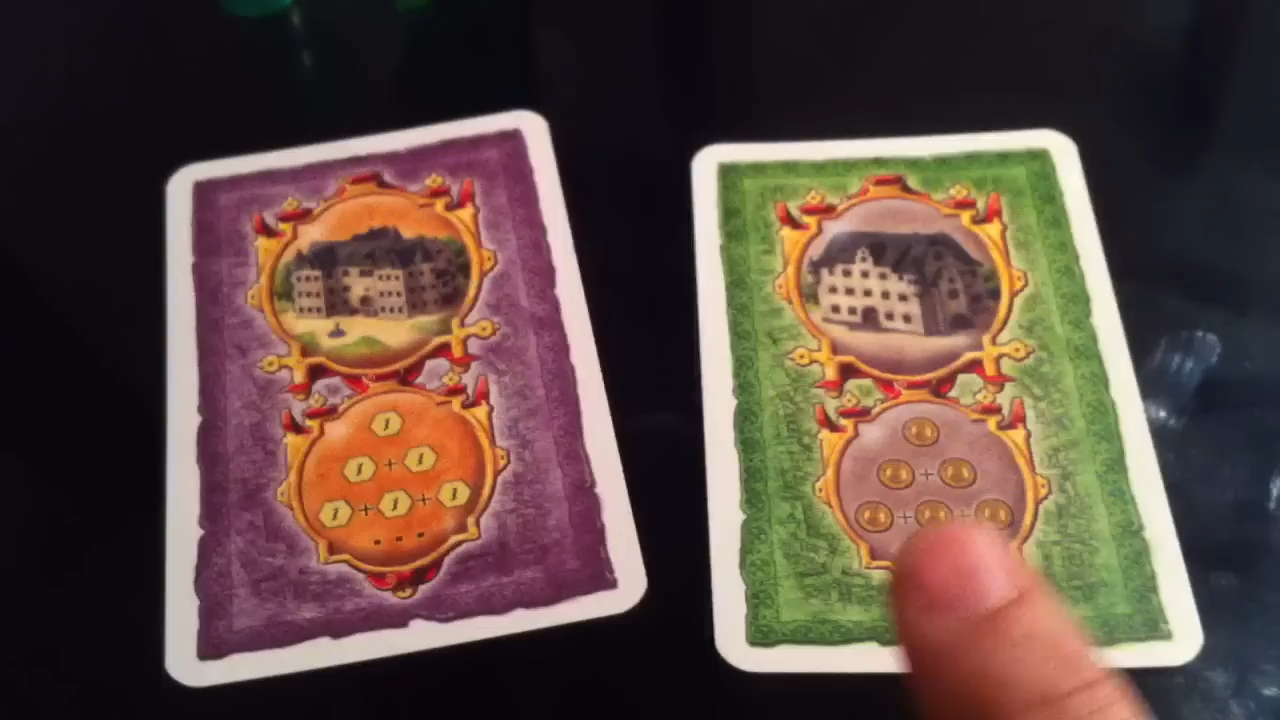 1
1 + 1
1 + 1 + 1
...
+
+ +